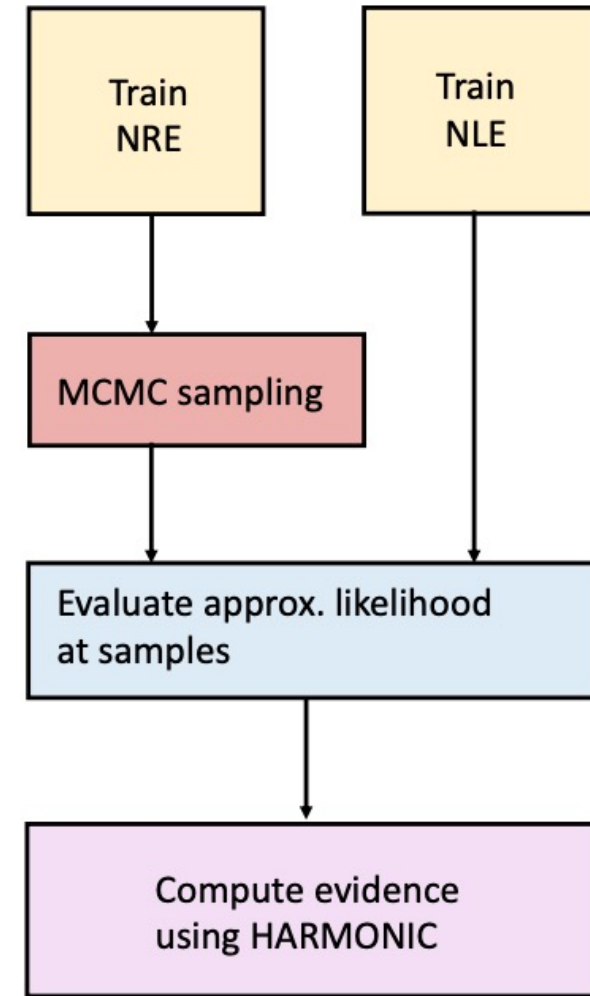 Train
NRE
Train
NLE
MCMC sampling
Evaluate approx. likelihood
at samples
Compute evidence
using HARMONIC